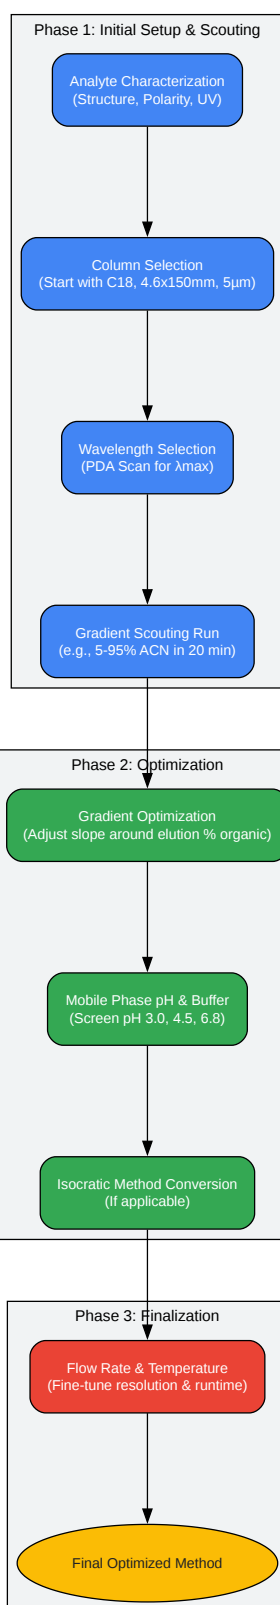 Phase 1: Initial Setup & Scouting
Analyte Characterization
(Structure, Polarity, UV)
Column Selection
(Start with C18, 4.6x150mm, 5µm)
Wavelength Selection
(PDA Scan for λmax)
Gradient Scouting Run
(e.g., 5-95% ACN in 20 min)
Phase 2: Optimization
Gradient Optimization
(Adjust slope around elution % organic)
Mobile Phase pH & Buffer
(Screen pH 3.0, 4.5, 6.8)
Isocratic Method Conversion
(If applicable)
Phase 3: Finalization
Flow Rate & Temperature
(Fine-tune resolution & runtime)
Final Optimized Method